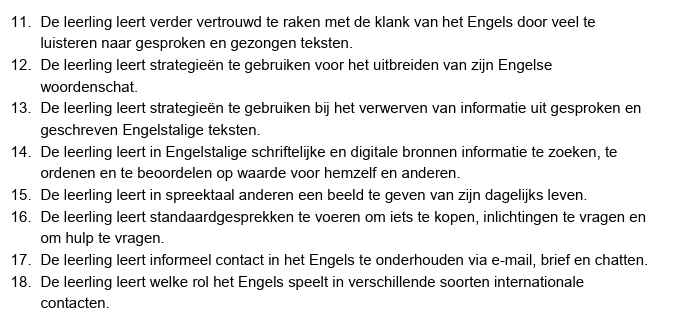 11. De leerling leert verder vertrouwd te raken met de klank van het Engels door veel te
luisteren naar gesproken en gezongen teksten.
12. De leerling leert strategieën te gebruiken voor het uitbreiden van zijn Engelse
woordenschat.
13. De leerling leert strategieën te gebruiken bij het verwerven van informatie uit gesproken en
geschreven Engelstalige teksten.
14. De leerling leert in Engelstalige schriftelijke en digitale bronnen informatie te zoeken, te
ordenen en te beoordelen op waarde voor hemzelf en anderen.
15. De leerling leert in spreektaal anderen een beeld te geven van zijn dagelijks leven.
16. De leerling leert standaardgesprekken te voeren om iets te kopen, inlichtingen te vragen en
om hulp te vragen.
17. De leerling leert informeel contact in het Engels te onderhouden via e-mail, brief en chatten.
18. De leerling leert welke rol het Engels speelt in verschillende soorten internationale
contacten.